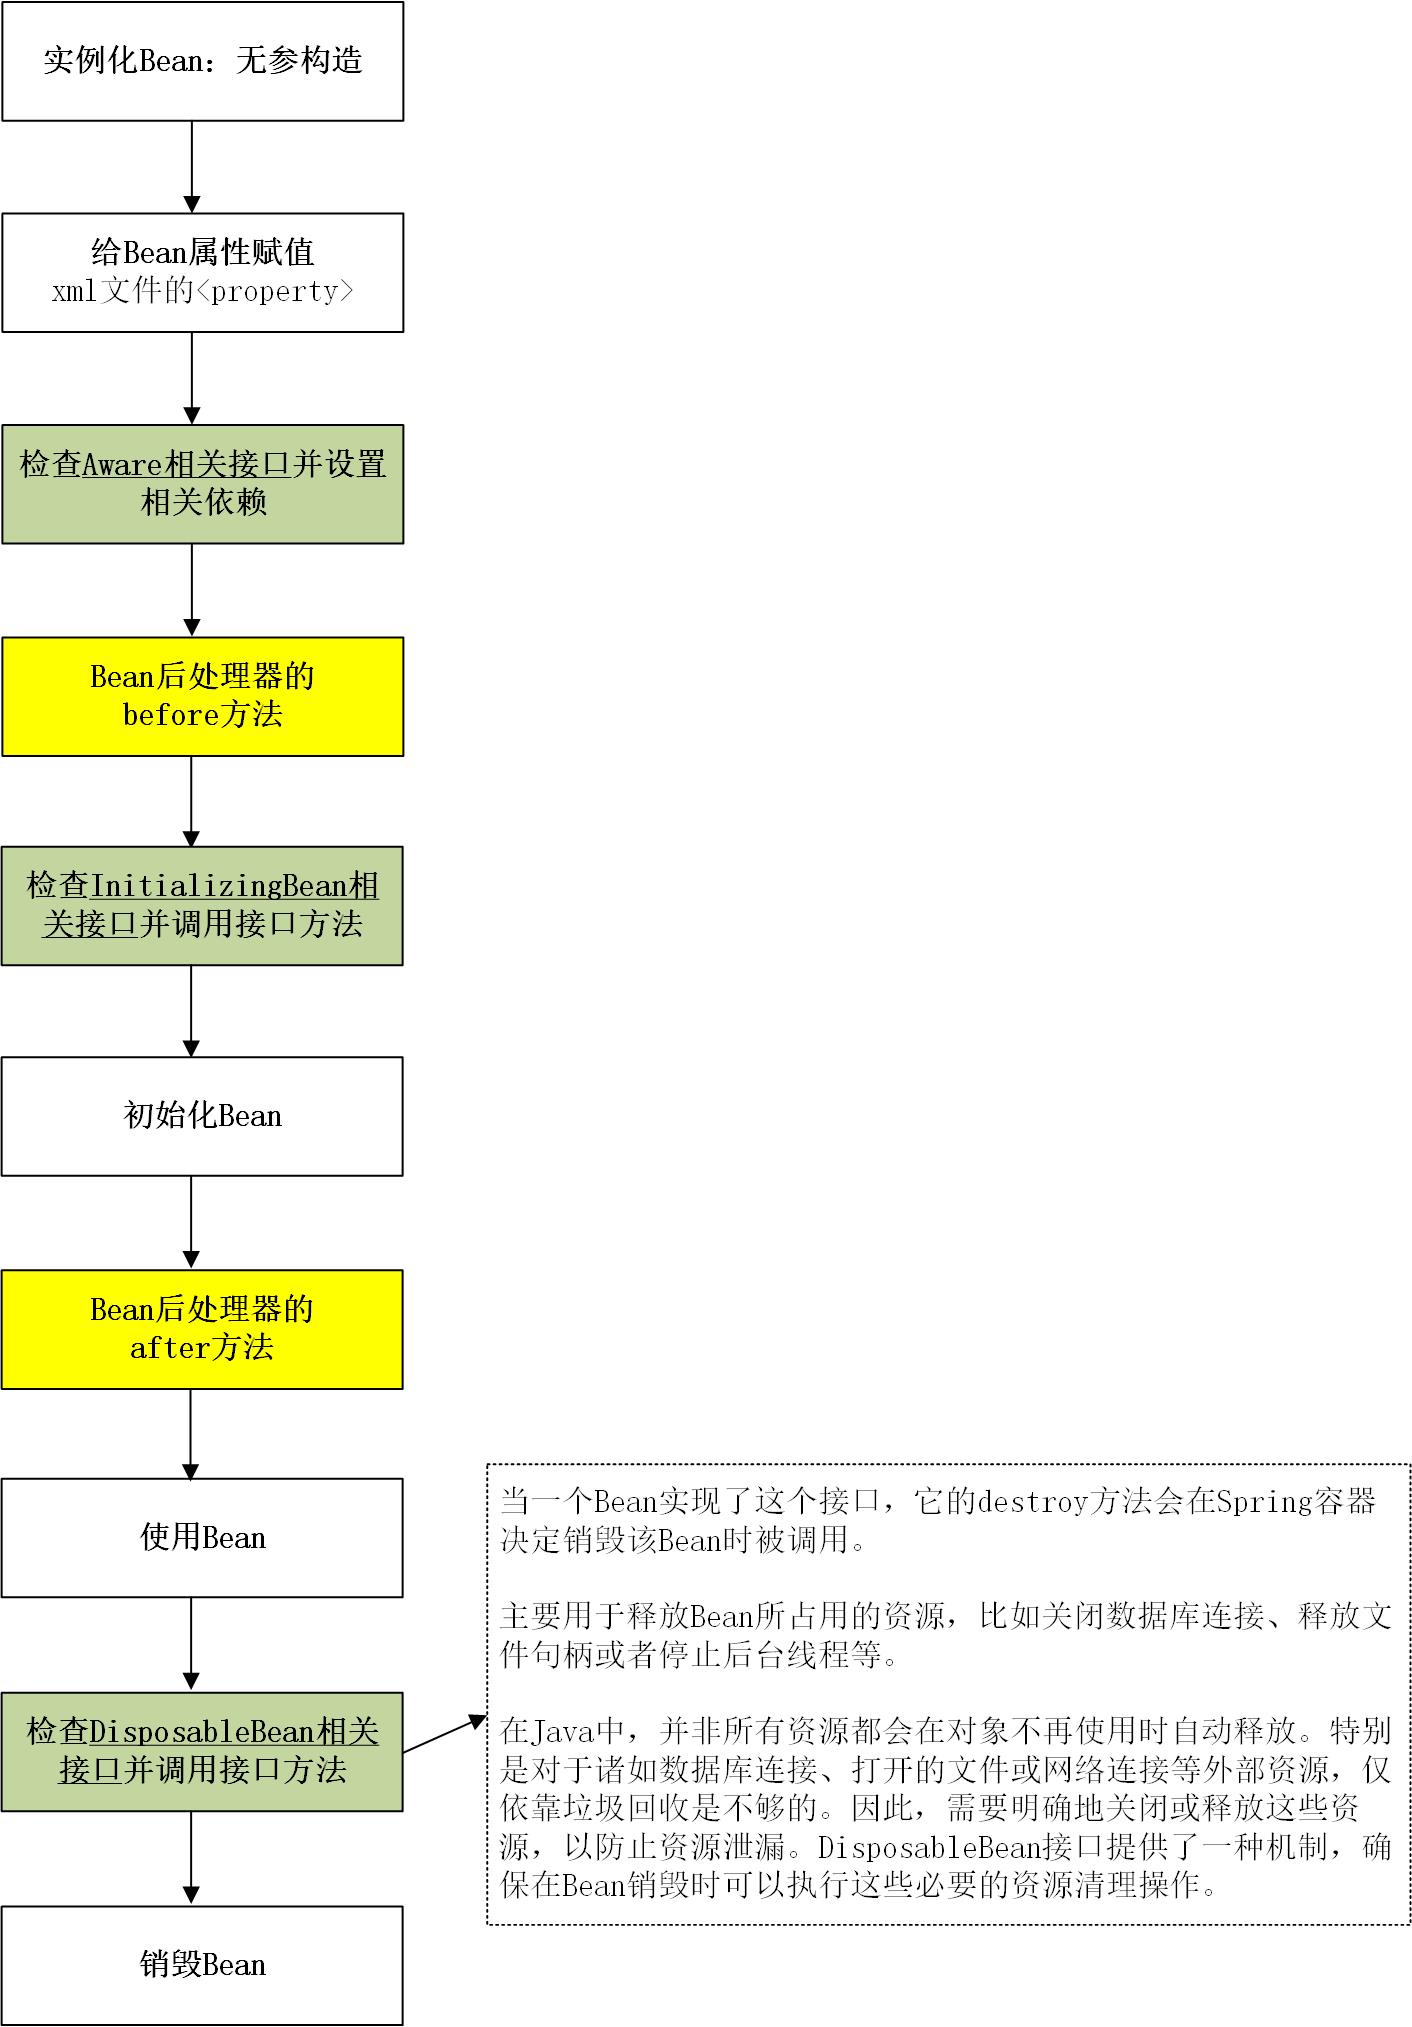 实例化Bean：无参构造
给Bean属性赋值
xml文件的<property>
检查Aware相关接口并设置
相关依赖
Bean后处理器的
before方法
检查InitializingBean相
关接口并调用接口方法
初始化Bean
Bean后处理器的
after方法
使用Bean
当一个Bean实现了这个接口，它的destroy方法会在Spring容器
决定销毁该Bean时被调用。
主要用于释放Bean所占用的资源，比如关闭数据库连接、释放文
件句柄或者停止后台线程等。
在Java中，并非所有资源都会在对象不再使用时自动释放。特别
是对于诸如数据库连接、打开的文件或网络连接等外部资源，仅
依靠垃圾回收是不够的。因此，需要明确地关闭或释放这些资
源，以防止资源泄漏。DisposableBean接口提供了一种机制，确
保在Bean销毁时可以执行这些必要的资源清理操作。
检查DisposableBean相关
接口并调用接口方法
销毁Bean